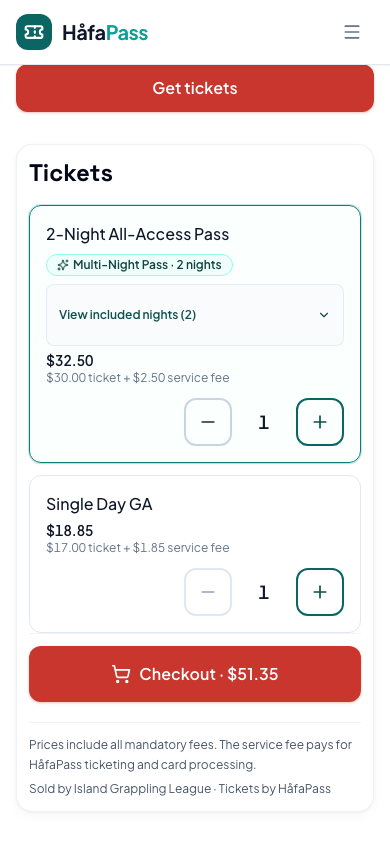 HåfaPass
Get tickets
Tickets
2-Night All-Access Pass
Multi-Night Pass · 2 nights
View included nights (2)
$32.50
$30.00 ticket + $2.50 service fee
1
Single Day GA
$18.85
$17.00 ticket + $1.85 service fee
1
Checkout · $51.35
Prices include all mandatory fees. The service fee pays for
HåfaPass ticketing and card processing.
Sold by Island Grappling League · Tickets by HåfaPass